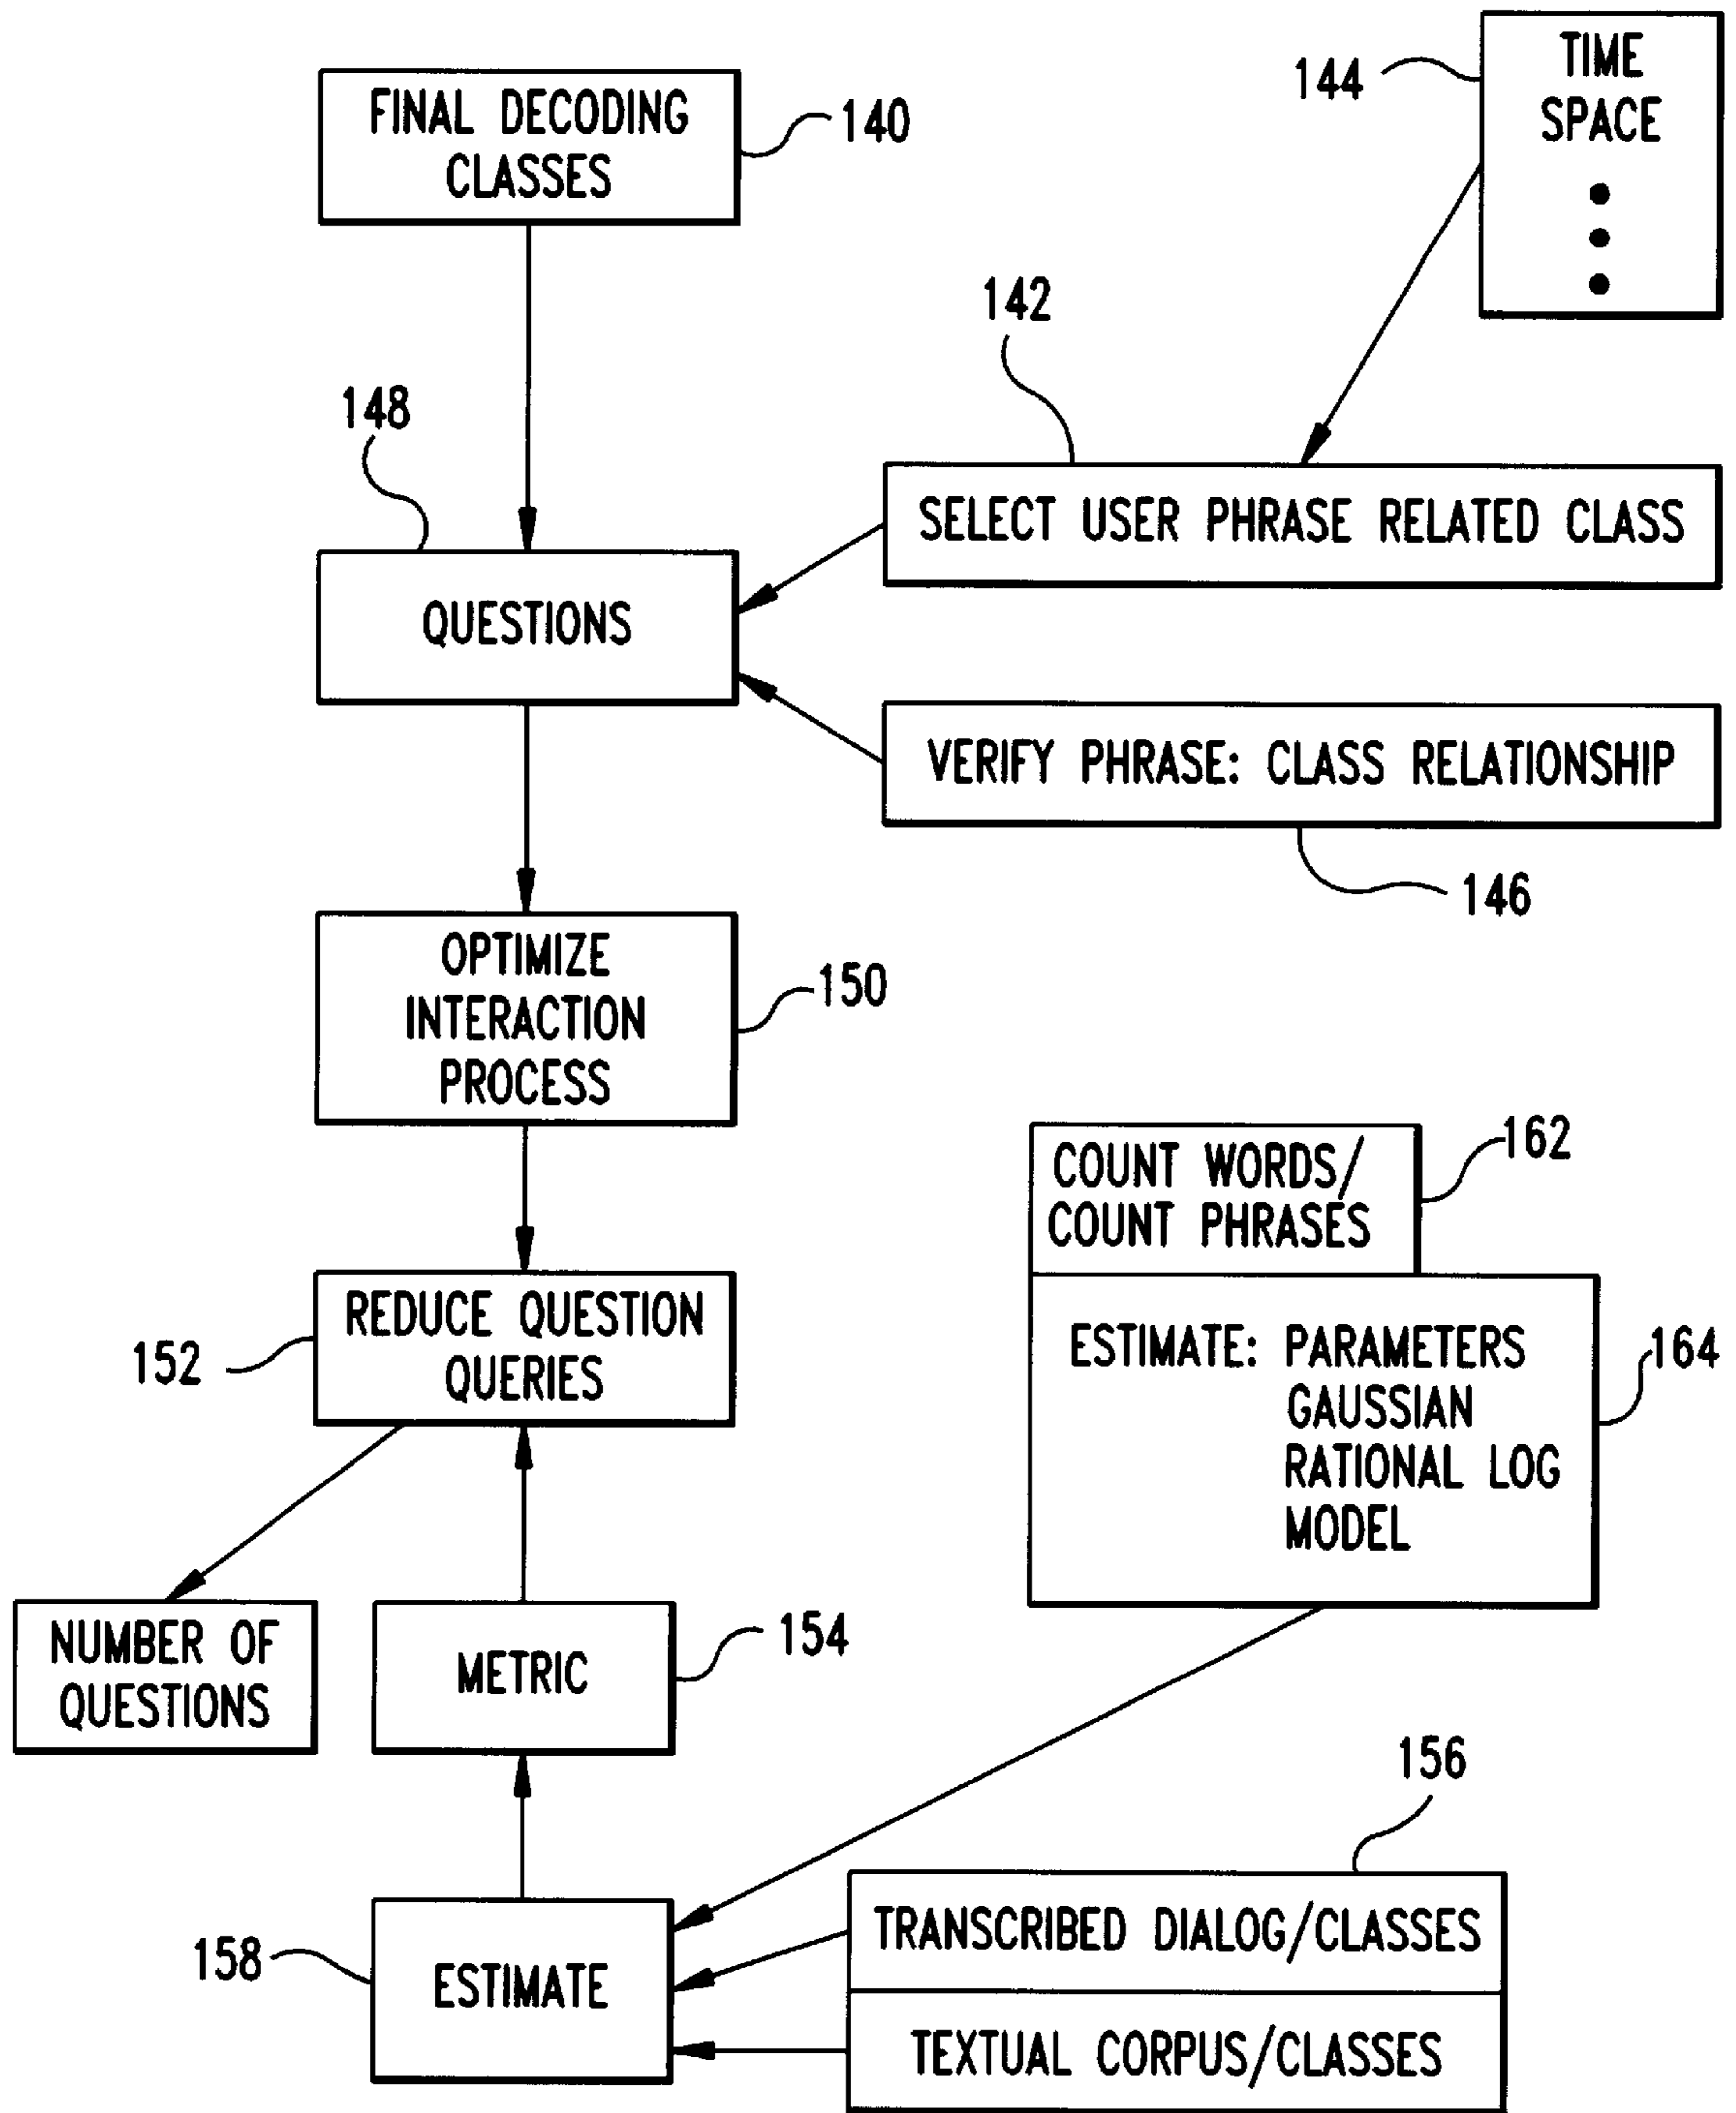 TIME
SPACE
144
FINAL DECODING
CLASSES
140
142
148
SELECT USER PHRASE RELATED CLASS
QUESTIONS
VERIFY PHRASE: CLASS RELATIONSHIP
146
OPTIMIZE
INTERACTION
PROCESS
150
COUNT WORDS/
COUNT PHRASES
162
REDUCE QUESTION
QUERIES
152
ESTIMATE: PARAMETERS
GAUSSIAN
RATIONAL LOG
MODEL
164
NUMBER OF
QUESTIONS
METRIC
154
156
TRANSCRIBED DIALOG/CLASSES
158
ESTIMATE
TEXTUAL CORPUS/CLASSES